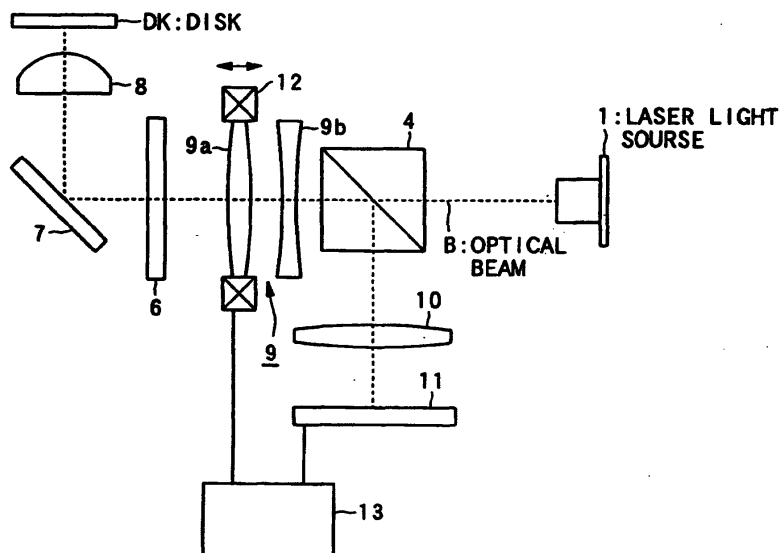 DK:DISK
8
12
9a
9b
4
1:LASER LIGHT
SOURSE
7
6
B:OPTICAL
BEAM
9
10
11
13